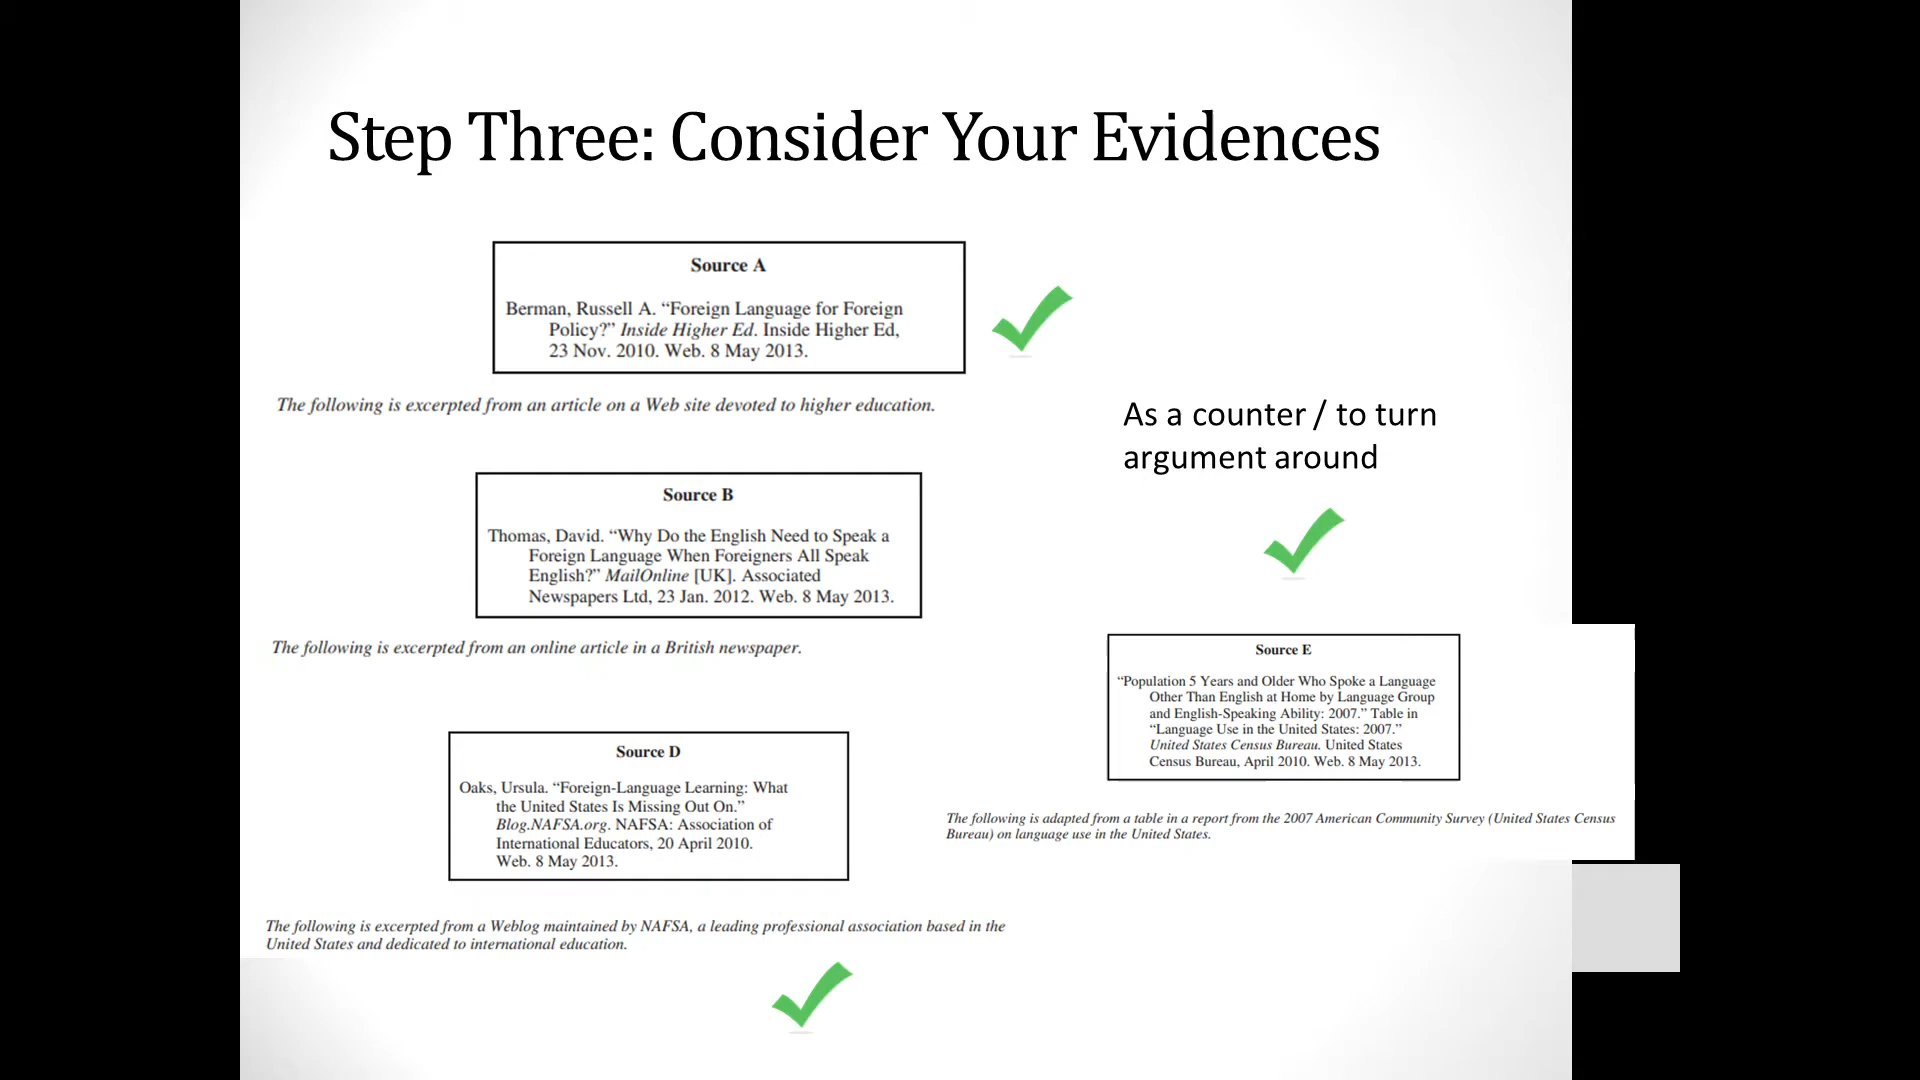 Step Three: Consider Your Evidences
Source A
Berman, Russell A. “Foreign Language for Foreign
Policy?” Inside Higher Ed. Inside Higher Ed,
23 Nov. 2010. Web. 8 May 2013.
The following is excerpted from an article on a Web site devoted to higher education.
As a counter / to turn
argument around
Source B
Thomas, David. “Why Do the English Need to Speak a
Foreign Language When Foreigners All Speak
English?” MailOnline [UK]. Associated
Newspapers Ltd, 23 Jan. 2012. Web. 8 May 2013.
The following is excerpted from an online article in a British newspaper.
Source E
“Population 5 Years and Older Who Spoke a Language
Other Than English at Home by Language Group
and English-Speaking Ability: 2007.” Table in
“Language Use in the United States: 2007.”
United States Census Bureau. United States
Census Bureau, April 2010. Web. 8 May 2013.
The following is adapted from a table in a report from the 2007 American Community Survey (United States Census
Bureau) on language use in the United States.
Source D
Oaks, Ursula. “Foreign-Language Learning: What
the United States Is Missing Out On.”
Blog.NAFSA.org. NAFSA: Association of
International Educators, 20 April 2010.
Web. 8 May 2013.
The following is excerpted from a Weblog maintained by NAFSA, a leading professional association based in the
United States and dedicated to international education.